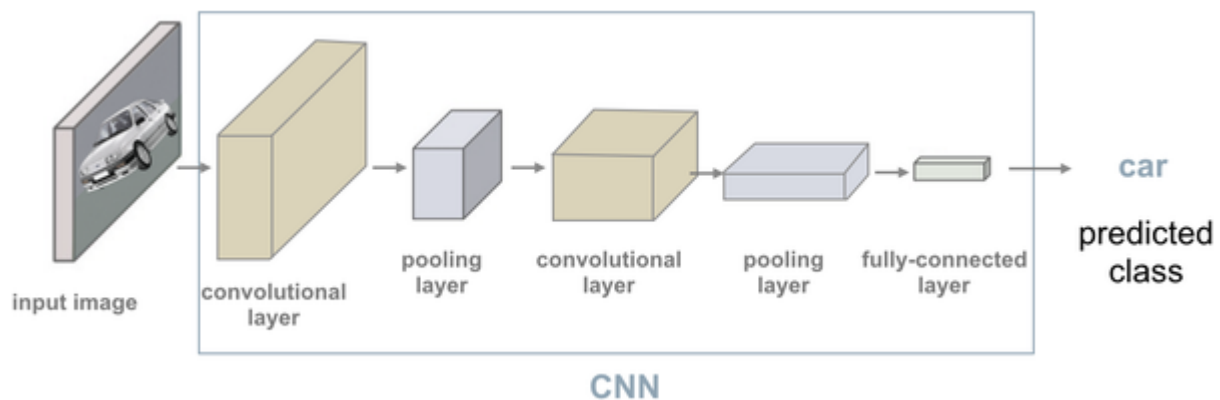 input image
convolutional
layer
pooling
layer
convolutional
layer
pooling
layer
fully-connected
layer
car
predicted
class
CNN